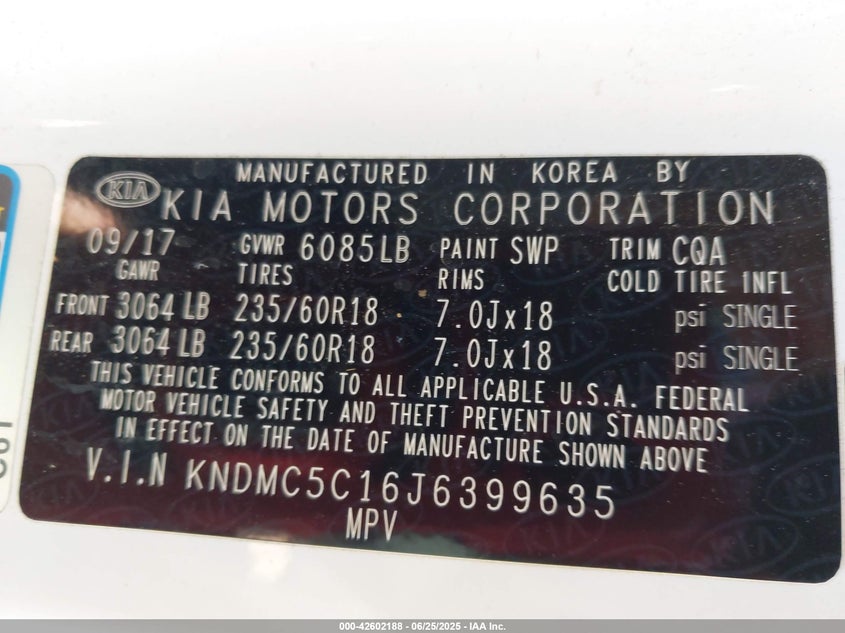 MANUFACTURED IN KOREA BY
KIA KIA MOTORS CORPORATION
09/17 GVWR 6085LB PAINT SWP TRIM CQA
GAWR TIRES RIMS COLD TIRE INFL
FRONT 3064 LB 235/60R18 7.0Jx18 psi SINGLE
REAR 3064 LB 235/60R18 7.0Jx18 psi SINGLE
THIS VEHICLE CONFORMS TO ALL APPLICABLE U.S.A. FEDERAL
MOTOR VEHICLE SAFETY AND THEFT PREVENTION STANDARDS
IN EFFECT ON THE DATE OF MANUFACTURE SHOWN ABOVE
V.I.N KNDMC5C16J6399635
MPV
000-42602188 - 06/25/2025 - IAA Inc.